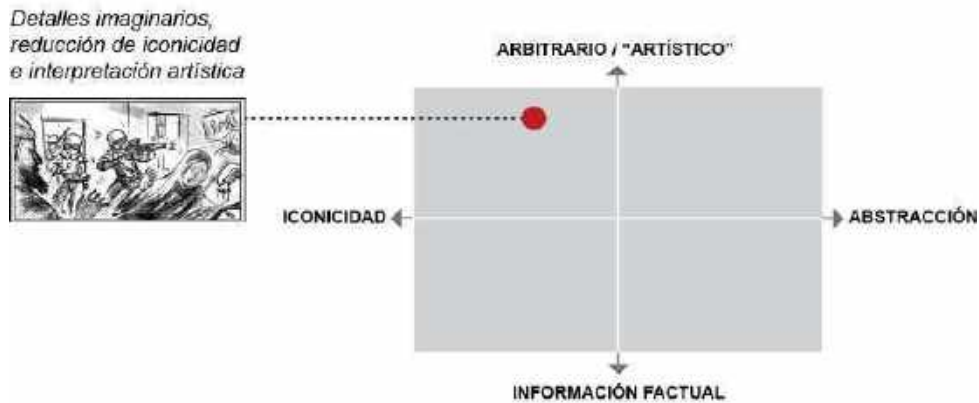 Detalles imaginarios,
reducción de iconicidad
e interpretación artística
ARBITRARIO / "ARTÍSTICO"
ICONICIDAD
ABSTRACCIÓN
INFORMACIÓN FACTUAL